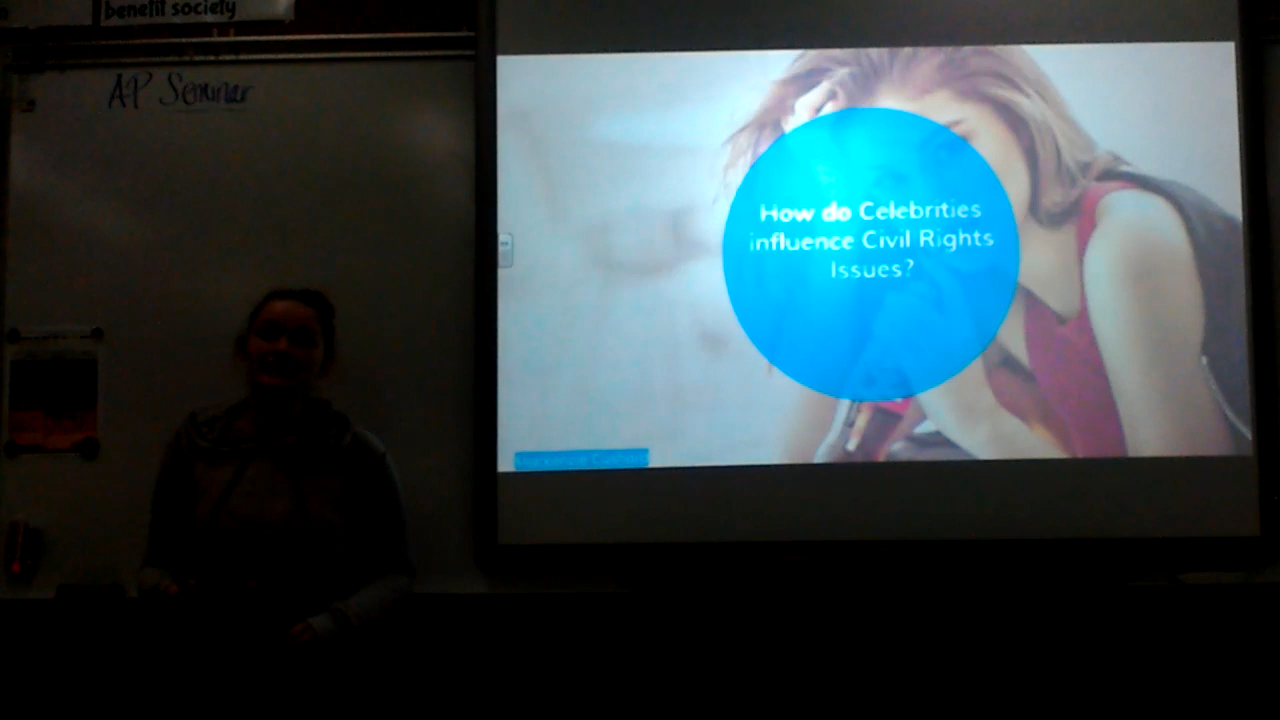 benefit society
AP Seminar
How do Celebrities
influence Civil Rights
Issues?